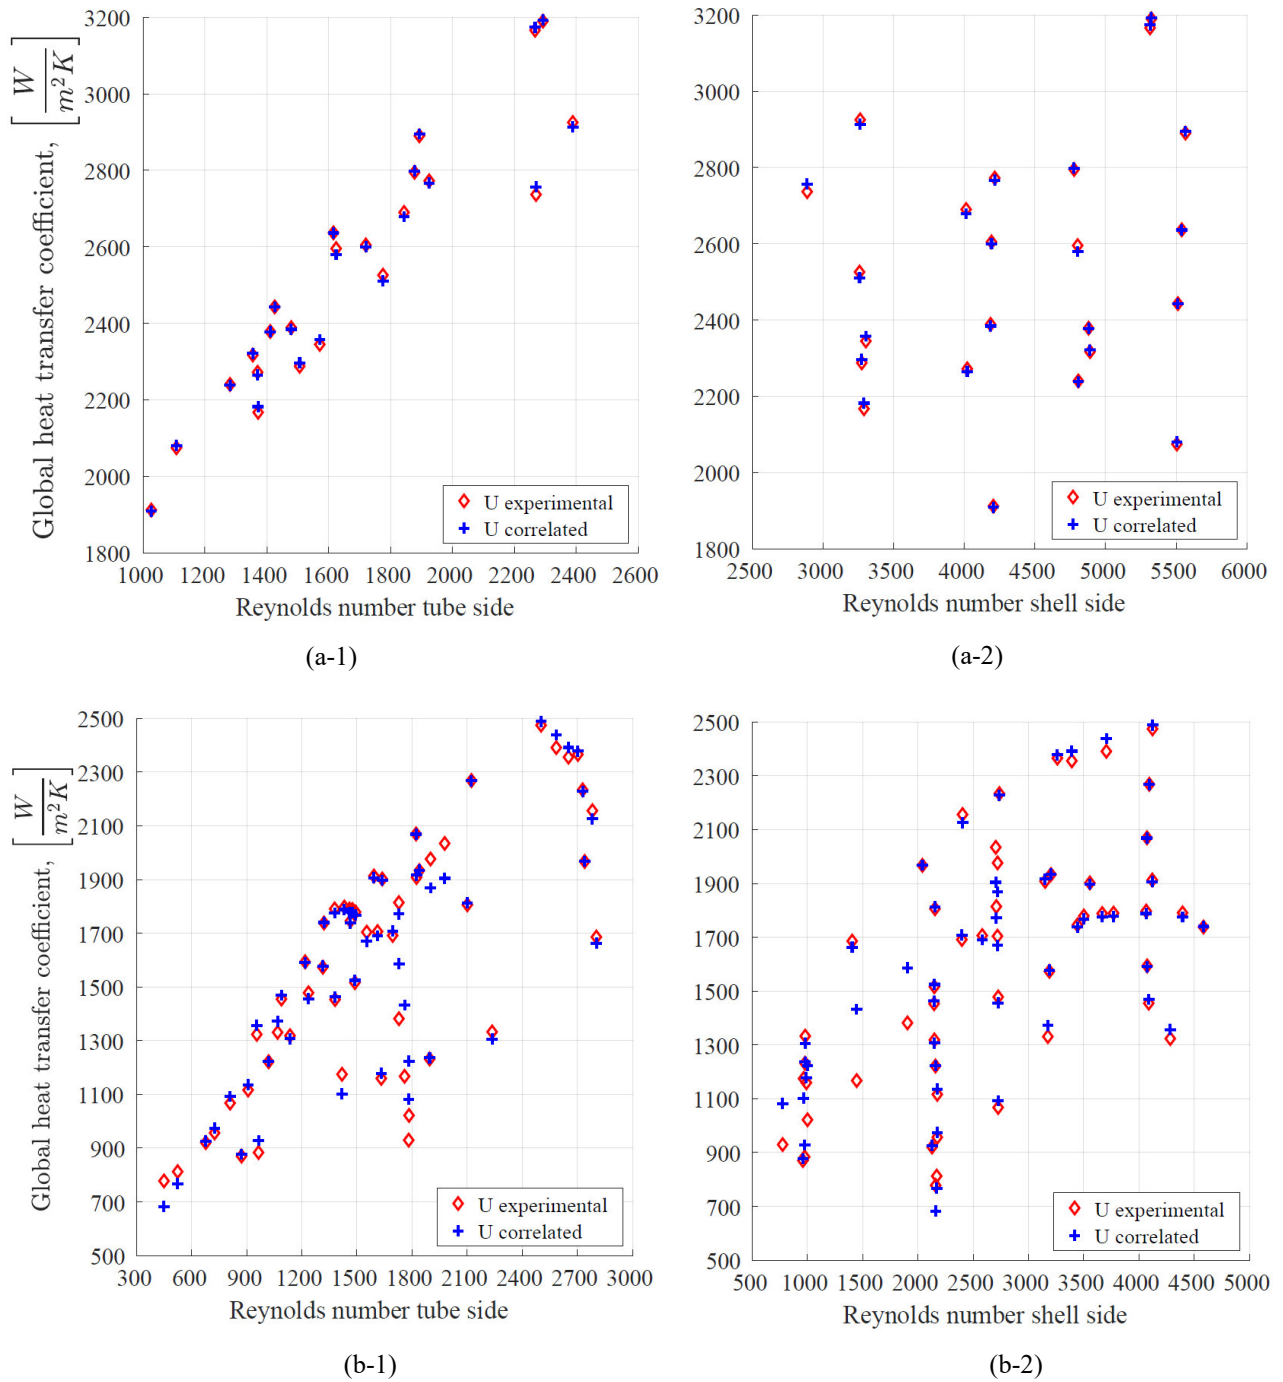 Global heat transfer coefficient, [W/m²K]
3200
3000
2800
2600
2400
2200
2000
1800
1000 1200 1400 1600 1800 2000 2200 2400 2600
Reynolds number tube side
U experimental
U correlated
(a-1)
3200
3000
2800
2600
2400
2200
2000
1800
2500 3000 3500 4000 4500 5000 5500 6000
Reynolds number shell side
U experimental
U correlated
(a-2)
Global heat transfer coefficient, [W/m²K]
2500
2300
2100
1900
1700
1500
1300
1100
900
700
500
300 600 900 1200 1500 1800 2100 2400 2700 3000
Reynolds number tube side
U experimental
U correlated
(b-1)
2500
2300
2100
1900
1700
1500
1300
1100
900
700
500
500 1000 1500 2000 2500 3000 3500 4000 4500 5000
Reynolds number shell side
U experimental
U correlated
(b-2)